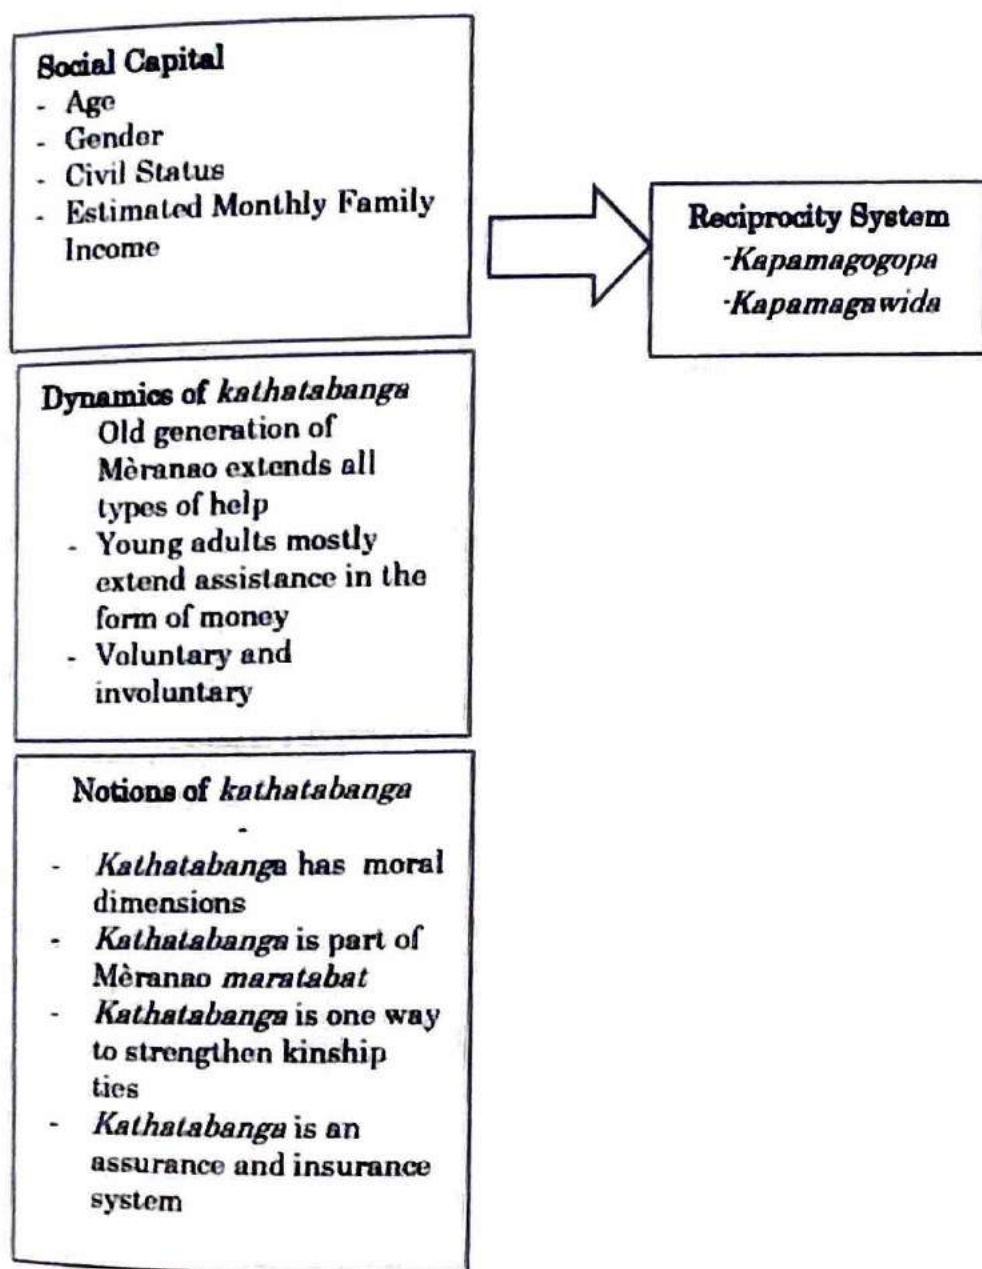 Social Capital
- Age
- Gender
- Civil Status
- Estimated Monthly Family
Income
Reciprocity System
-Kapamagogopa
-Kapamagawida
Dynamics of kathatabanga
Old generation of
Mèranao extends all
types of help
- Young adults mostly
extend assistance in the
form of money
- Voluntary and
involuntary
Notions of kathatabanga
-
- Kathatabanga has moral
dimensions
- Kathatabanga is part of
Mèranao maratabat
- Kathatabanga is one way
to strengthen kinship
ties
- Kathatabanga is an
assurance and insurance
system